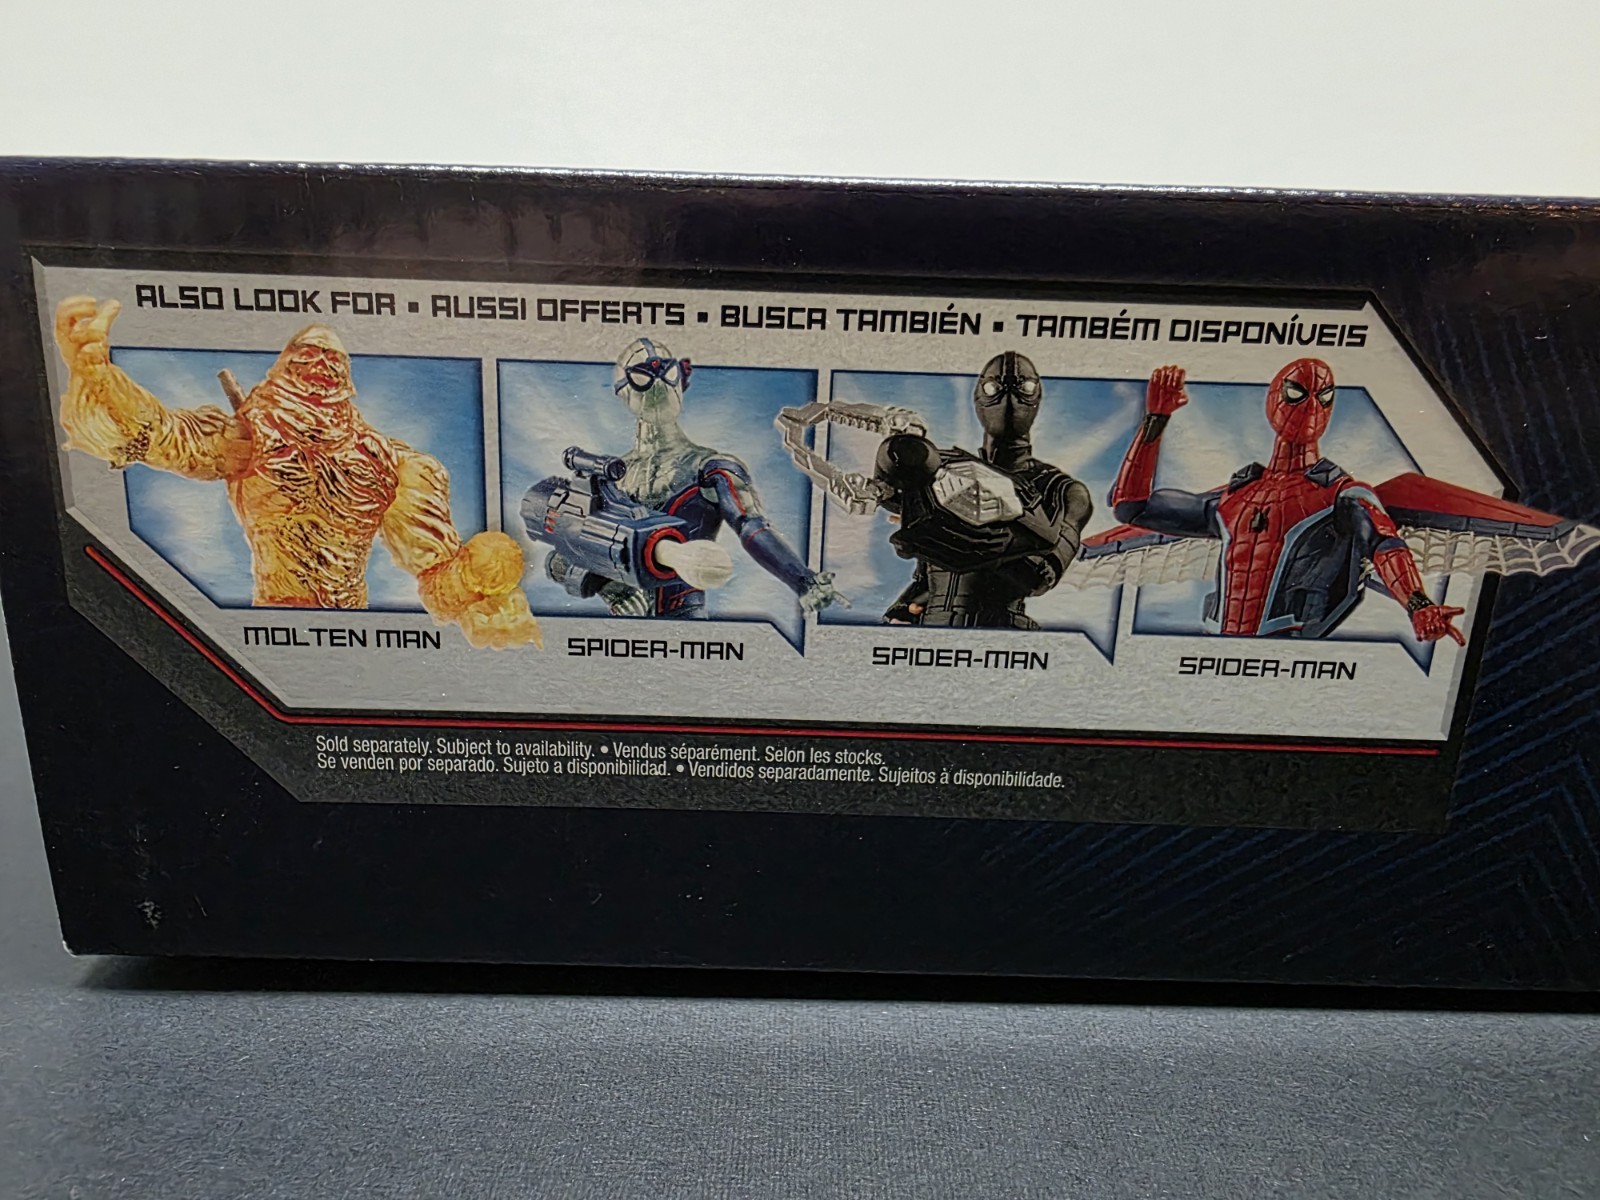 ALSO LOOK FOR ▪ AUSSI OFFERTS ▪ BUSCA TAMBIÉN ▪ TAMBÉM DISPONÍVEIS
MOLTEN MAN
SPIDER-MAN
SPIDER-MAN
SPIDER-MAN
Sold separately. Subject to availability. • Vendus séparément. Selon les stocks.
Se venden por separado. Sujeto a disponibilidad. • Vendidos separadamente. Sujeitos à disponibilidade.